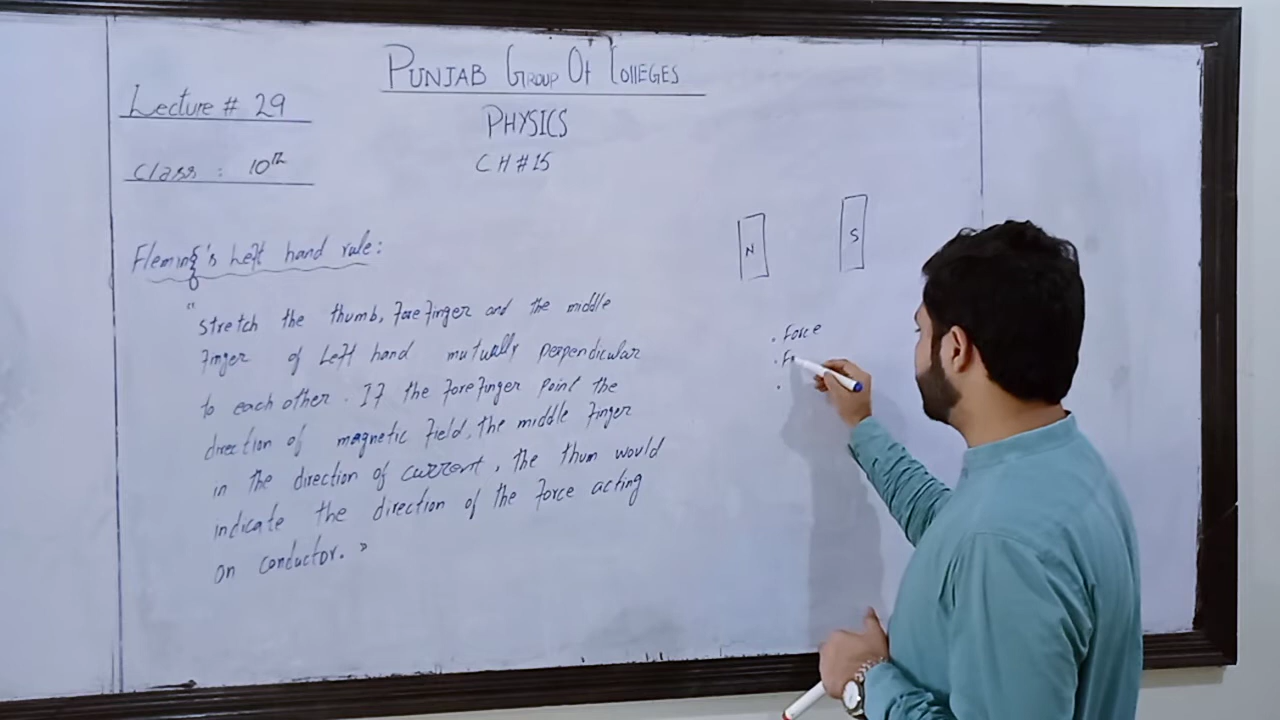 PUNJAB GROUP OF COLLEGES
Lecture # 29
PHYSICS
Class : 10th
CH # 15
Fleming's Left hand rule:
"Stretch the thumb, forefinger and the middle
finger of Left hand mutually perpendicular
to each other. If the forefinger point the
direction of magnetic field, the middle finger
in the direction of current, the thum would
indicate the direction of the force acting
on conductor."
N
S
. Force
.
.